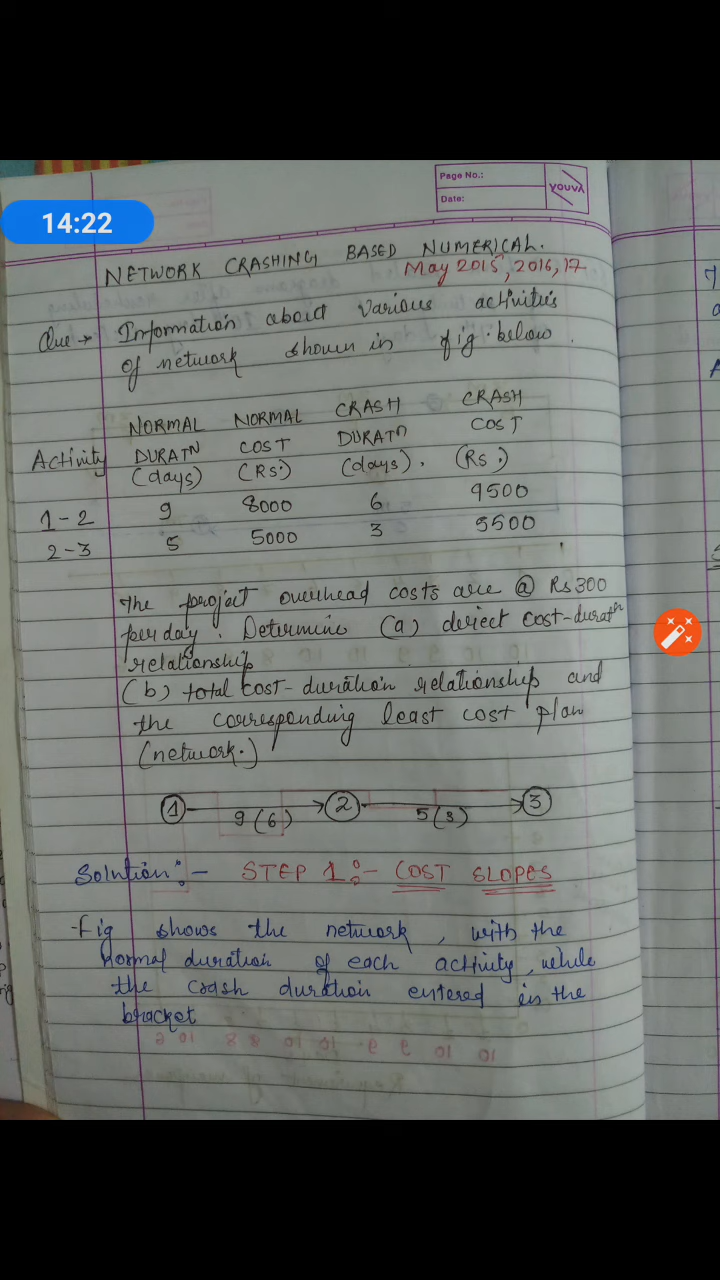 Page No.:
Date:
YOUVA
14:22
NETWORK CRASHING BASED NUMERICAL.
May 2015, 2016, 17
Que → Information about various activities
of network shown in fig. below.
NORMAL NORMAL CRASH CRASH
Activity DURATN COST DURATN COST
(days) (RS.) (days). (Rs.)
1-2 9 8000 6 9500
2-3 5 5000 3 5500
The project overhead costs are @ Rs 300
per day. Determine (a) direct cost-duratn
relationship
(b) total cost-duration relationship and
the corresponding least cost plan
(network.)
1 2 3
9(6) 5(3)
Solution:- STEP 1:- COST SLOPES
-Fig shows the network, with the
normal duration of each activity, while
the crash duration entered in the
bracket